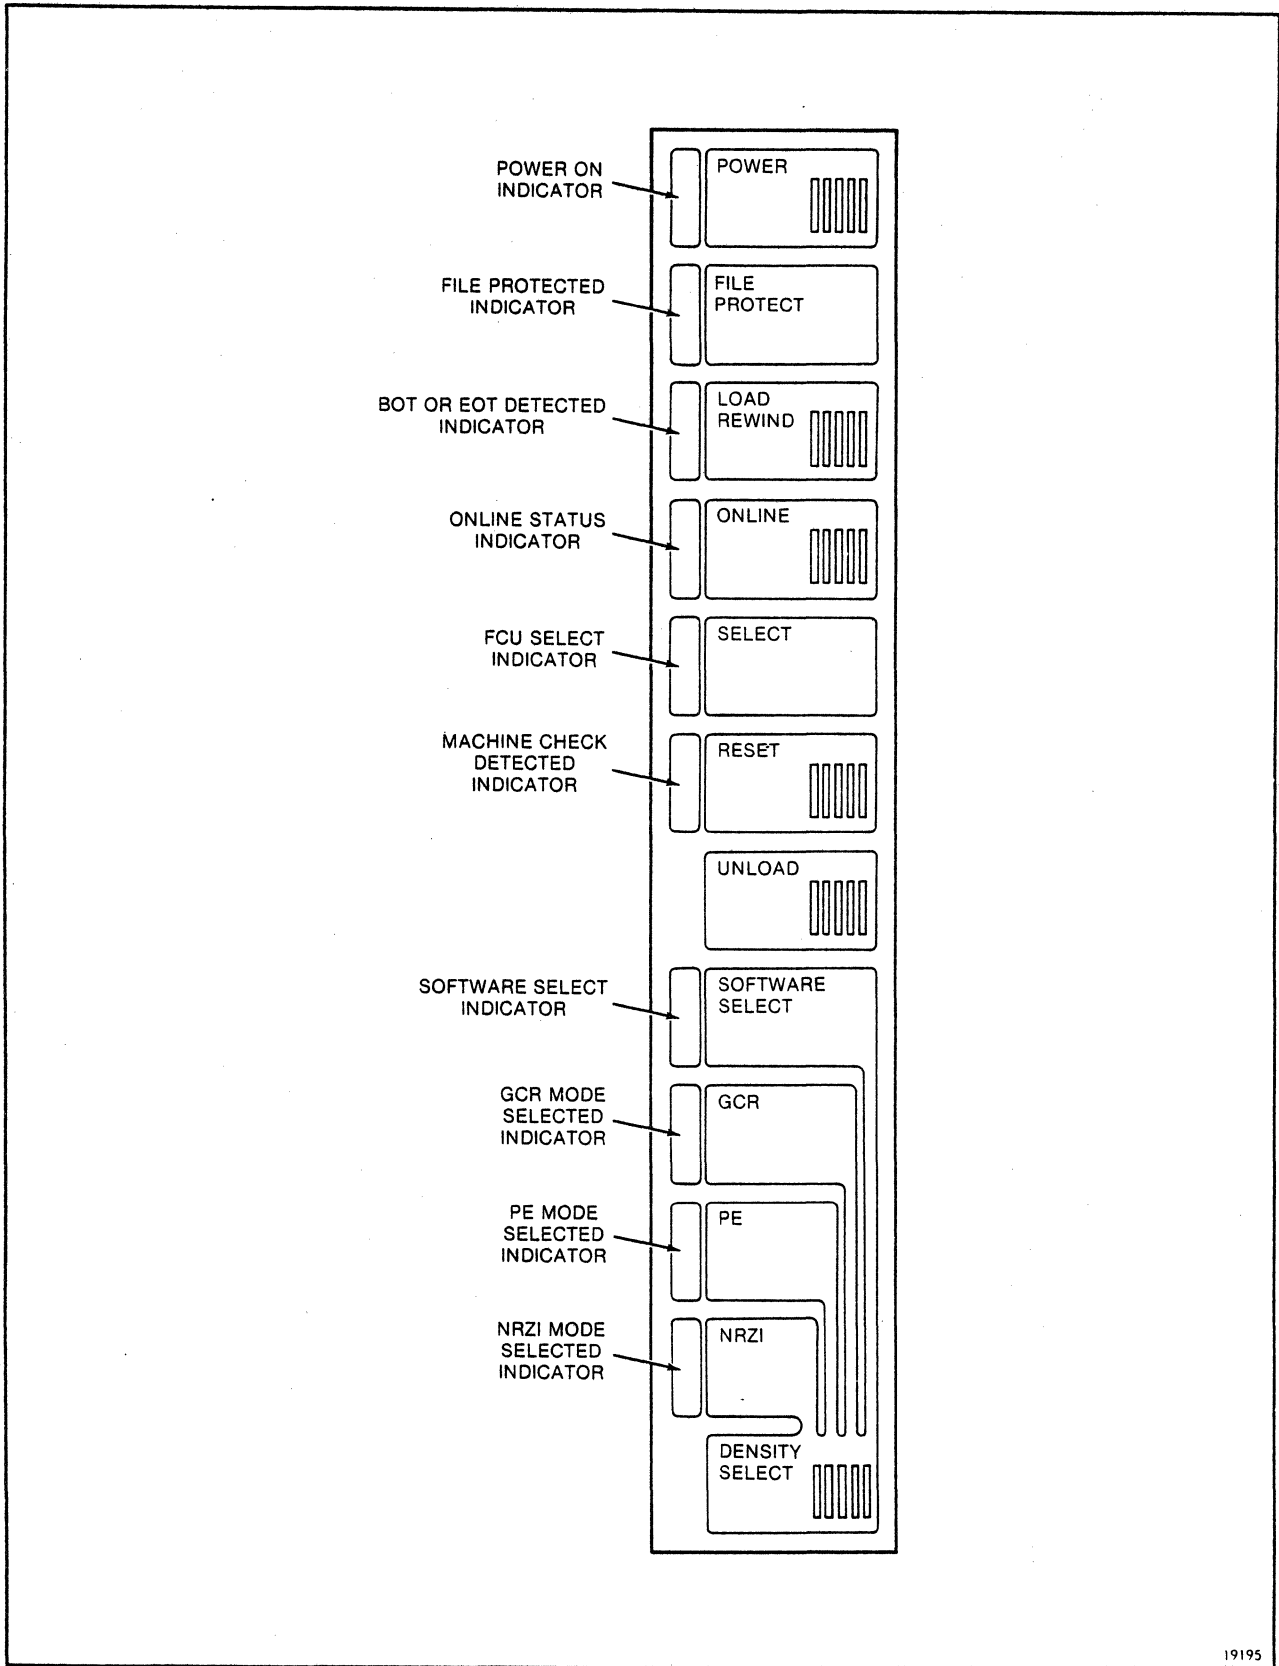 POWER ON
INDICATOR
POWER
FILE PROTECTED
INDICATOR
FILE
PROTECT
BOT OR EOT DETECTED
INDICATOR
LOAD
REWIND
ONLINE STATUS
INDICATOR
ONLINE
FCU SELECT
INDICATOR
SELECT
MACHINE CHECK
DETECTED
INDICATOR
RESET
UNLOAD
SOFTWARE SELECT
INDICATOR
SOFTWARE
SELECT
GCR MODE
SELECTED
INDICATOR
GCR
PE MODE
SELECTED
INDICATOR
PE
NRZI MODE
SELECTED
INDICATOR
NRZI
DENSITY
SELECT
19195